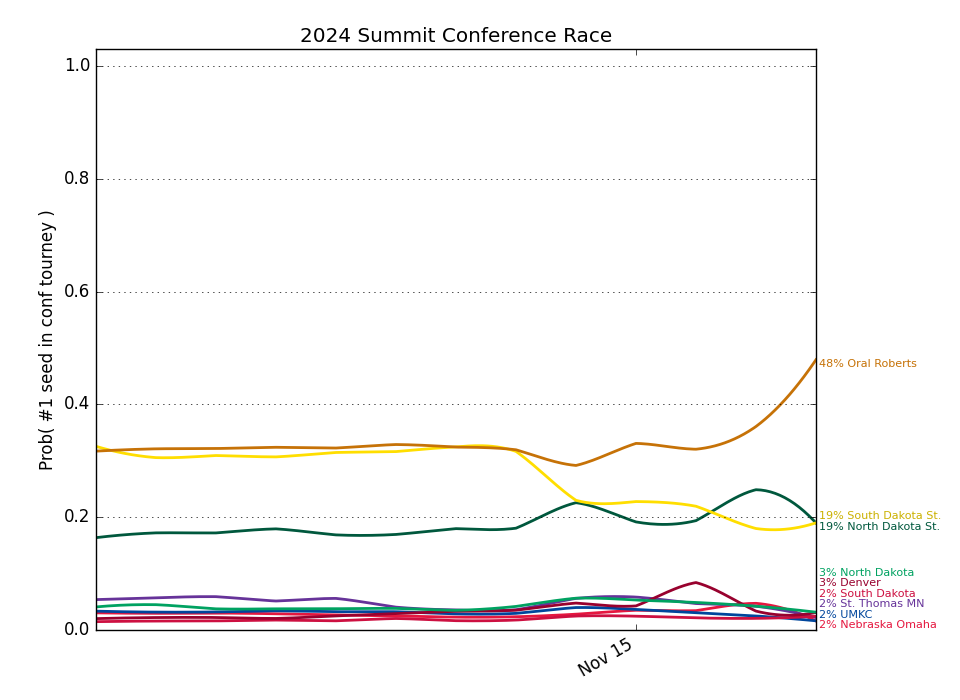 2024 Summit Conference Race
Prob( #1 seed in conf tourney )
1.0
0.8
0.6
0.4
0.2
0.0
Nov 15
48% Oral Roberts
19% South Dakota St.
19% North Dakota St.
3% North Dakota
3% Denver
2% South Dakota
2% St. Thomas MN
2% UMKC
2% Nebraska Omaha